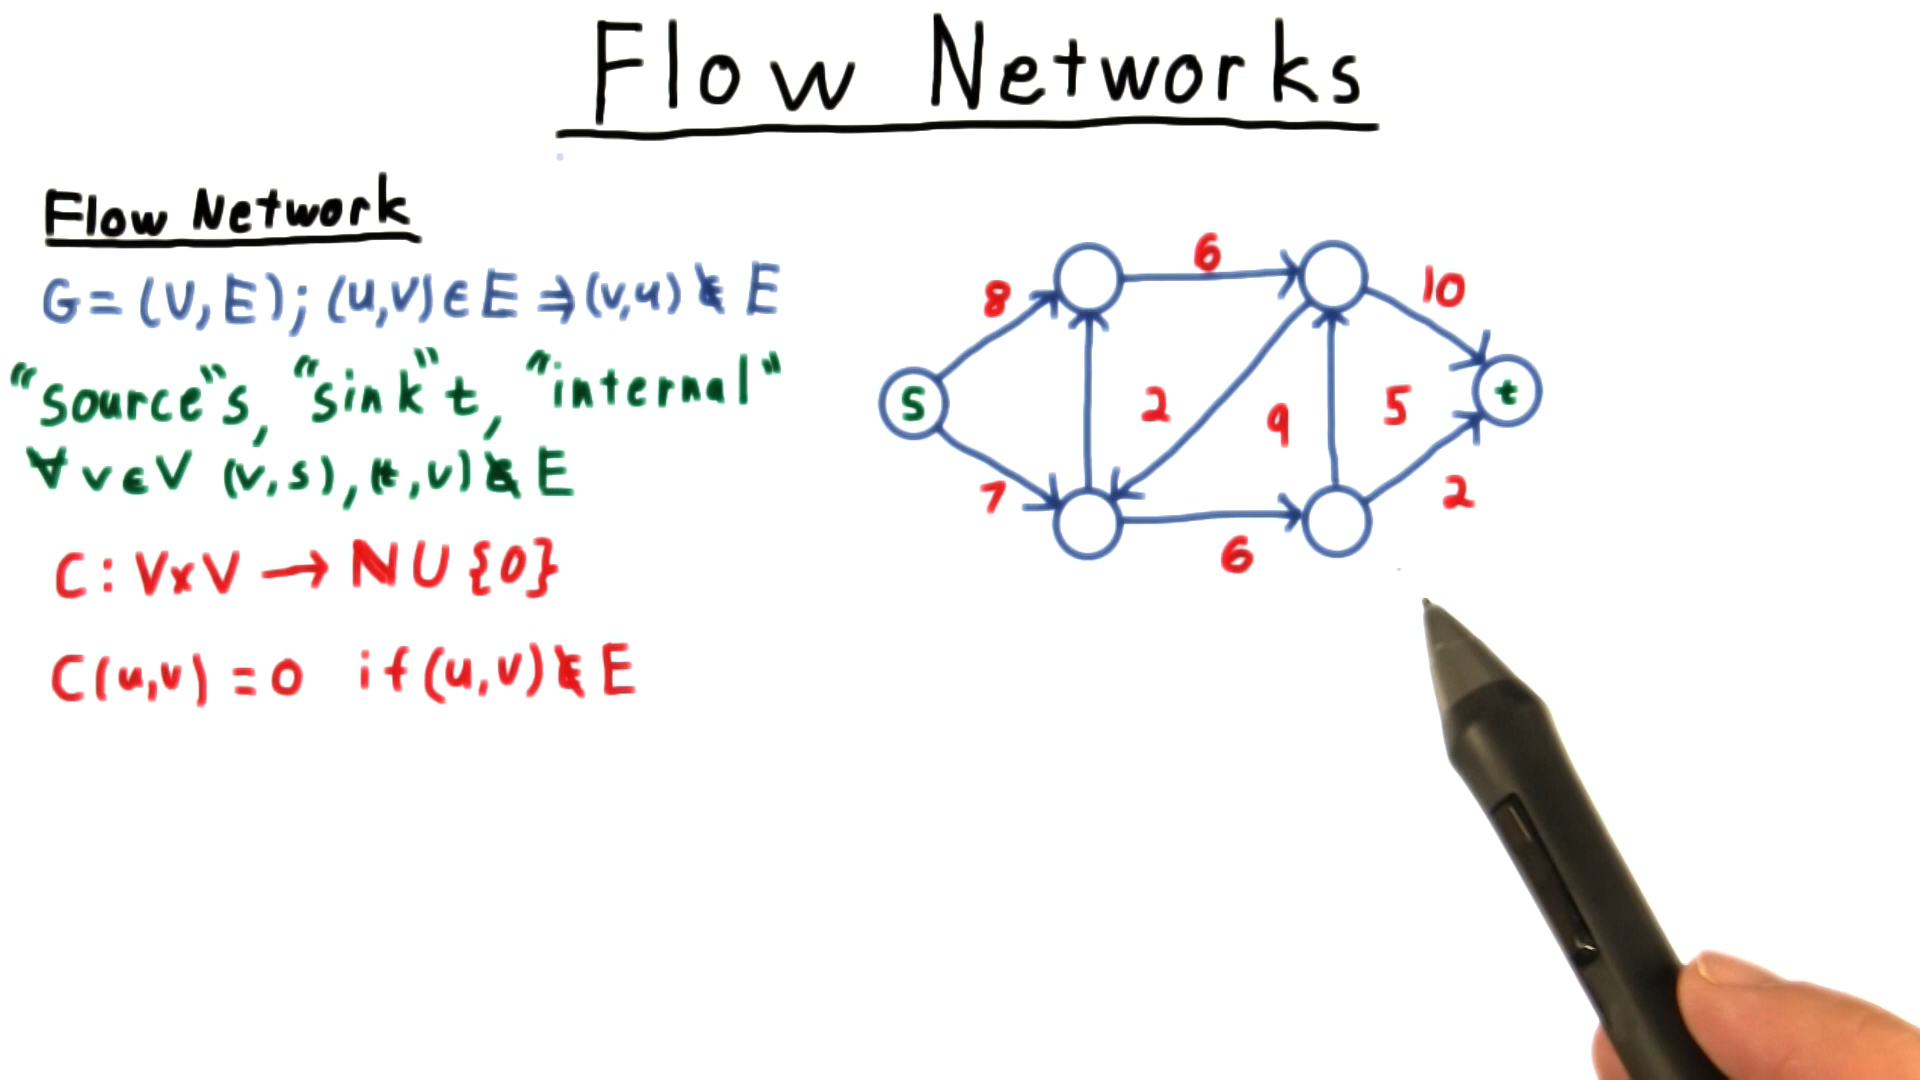 Flow Networks
Flow Network
G = (V, E); (u,v) ∈ E ⇒ (v,u) ∉ E
"source" s, "sink" t, "internal"
∀ v ∈ V (v,s), (t,v) ∉ E
C : V×V → ℕ ∪ {0}
C(u,v) = 0 if (u,v) ∉ E
6
8
10
s
2
9
5
t
7
2
6